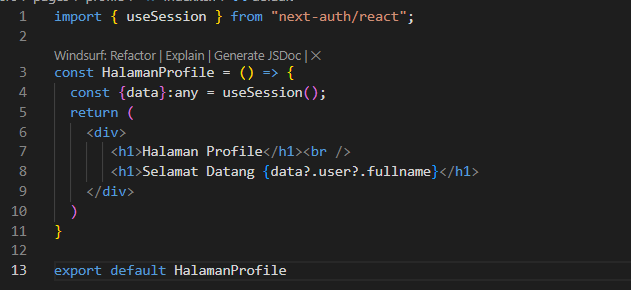 1 import { useSession } from "next-auth/react";
2
Windsurf: Refactor | Explain | Generate JSDoc | ✕
3 const HalamanProfile = () => {
4 const {data}:any = useSession();
5 return (
6 <div>
7 <h1>Halaman Profile</h1><br />
8 <h1>Selamat Datang {data?.user?.fullname}</h1>
9 </div>
10 )
11 }
12
13 export default HalamanProfile